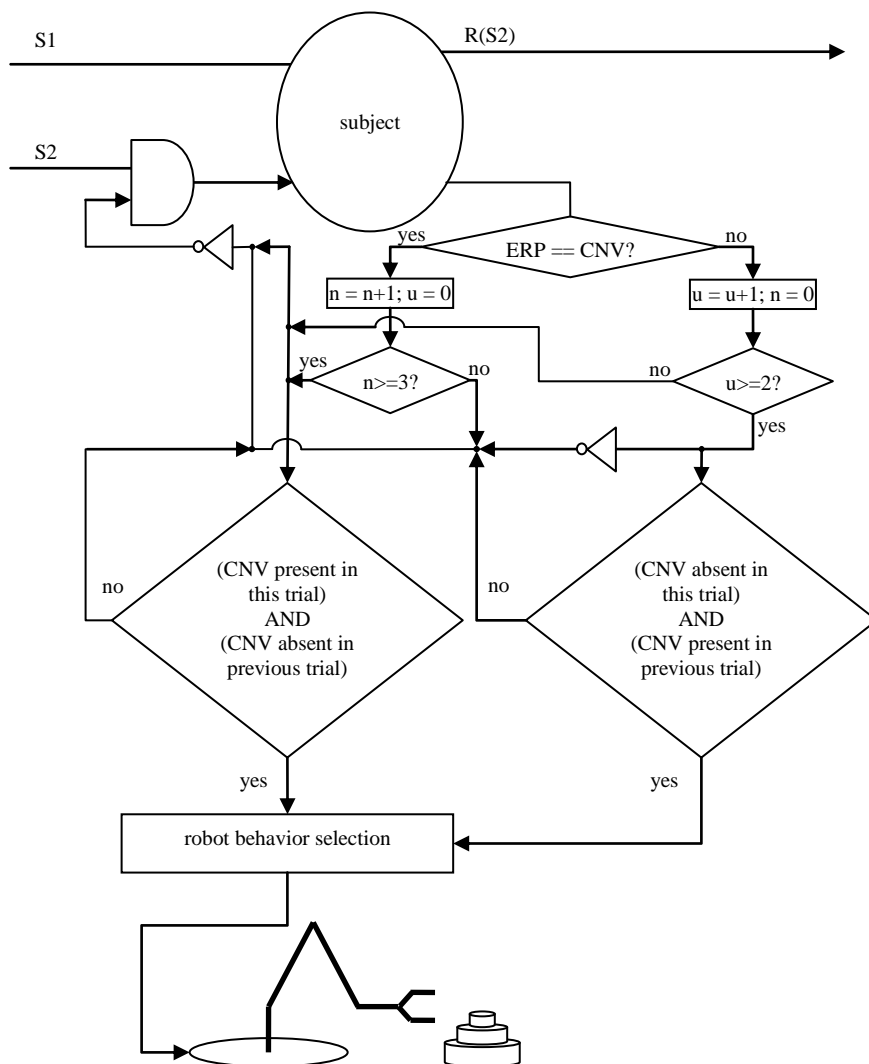 S1
R(S2)
subject
S2
yes
ERP == CNV?
no
n = n+1; u = 0
u = u+1; n = 0
yes
n>=3?
no
no
u>=2?
yes
no
(CNV present in
this trial)
AND
(CNV absent in
previous trial)
no
(CNV absent in
this trial)
AND
(CNV present in
previous trial)
yes
yes
robot behavior selection